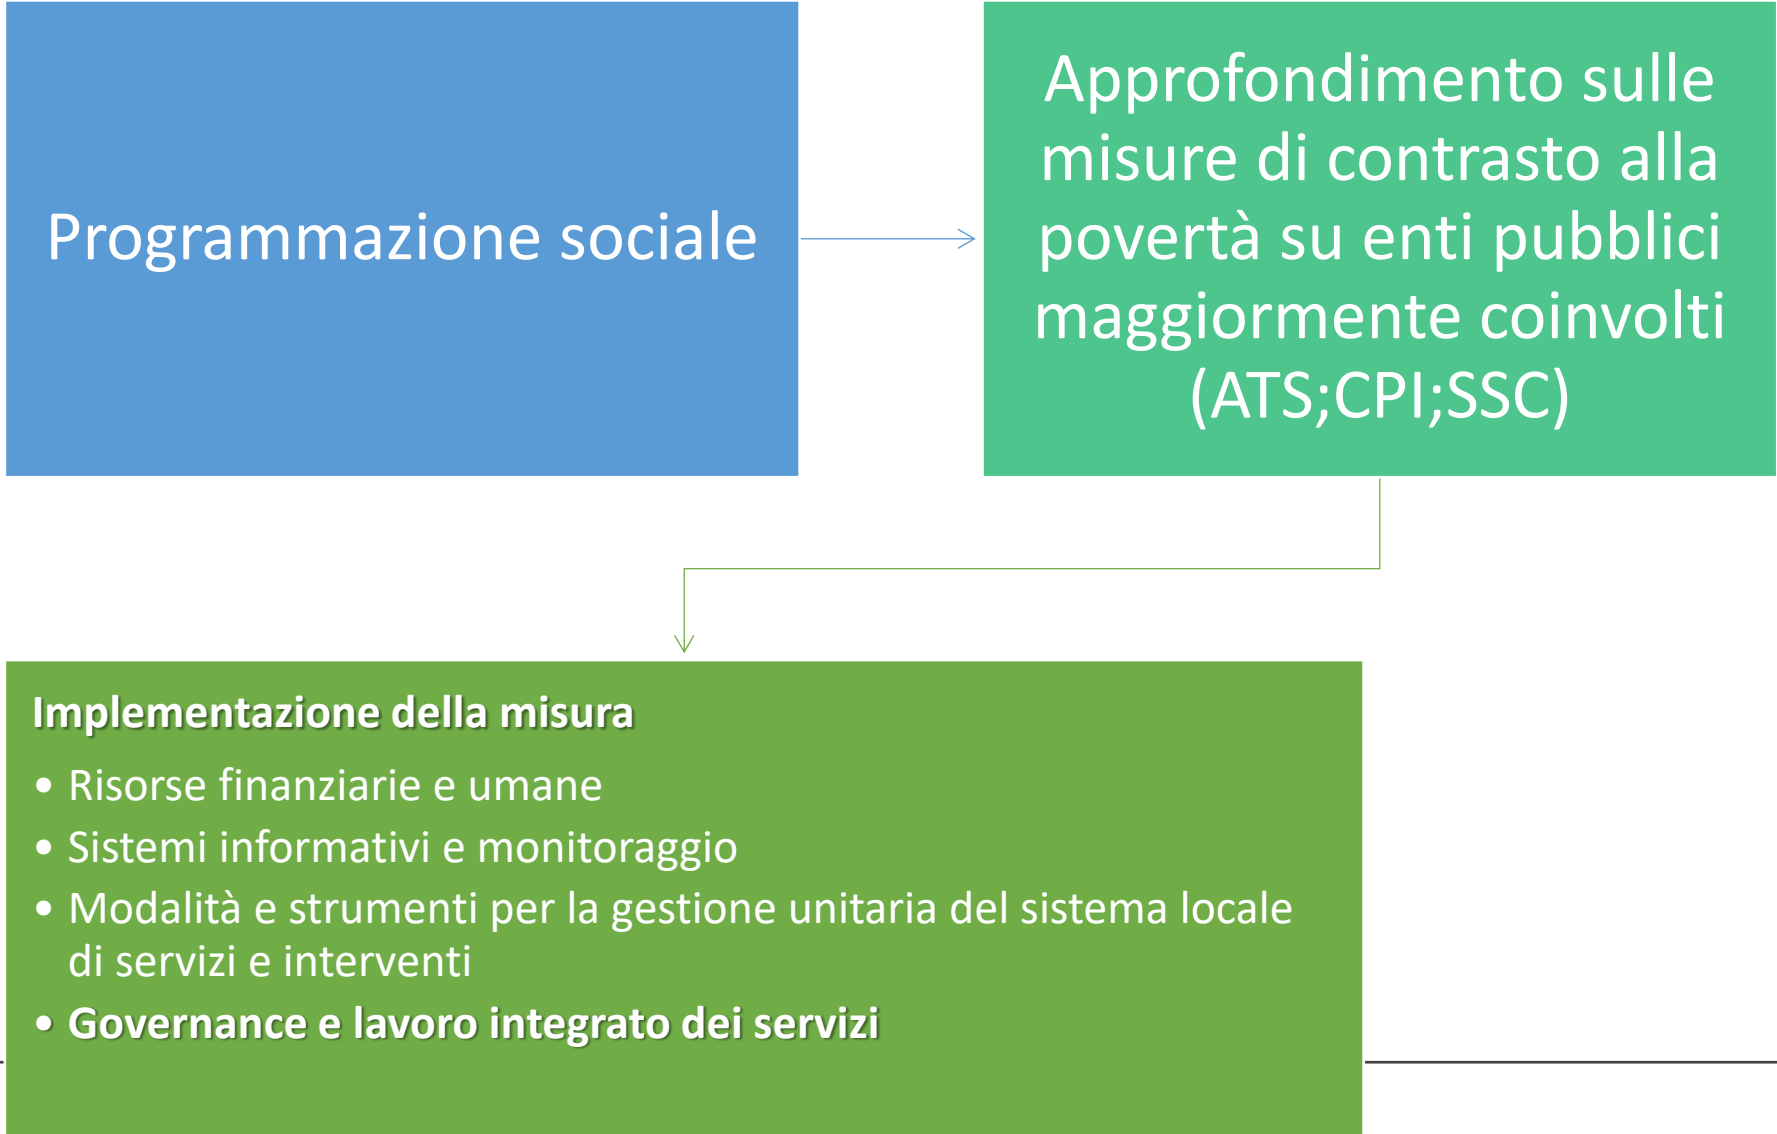 Programmazione sociale
Approfondimento sulle
misure di contrasto alla
povertà su enti pubblici
maggiormente coinvolti
(ATS;CPI;SSC)
Implementazione della misura
• Risorse finanziarie e umane
• Sistemi informativi e monitoraggio
• Modalità e strumenti per la gestione unitaria del sistema locale
di servizi e interventi
• Governance e lavoro integrato dei servizi